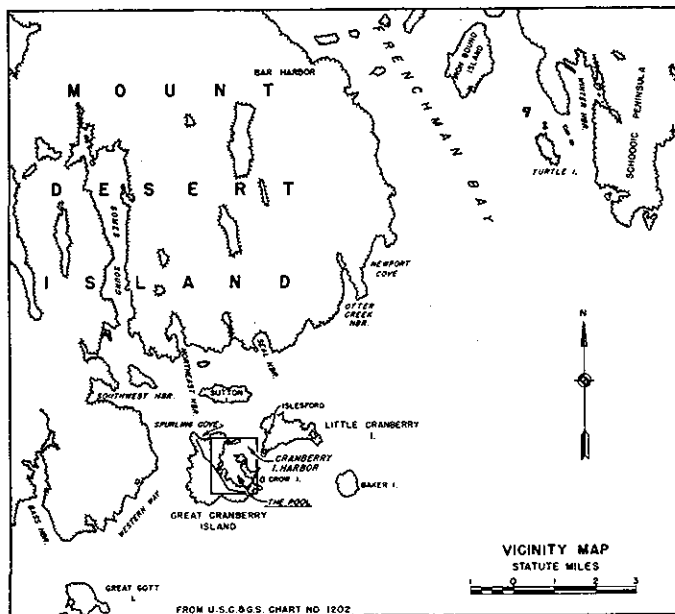 MOUNT
DESERT
ISLAND
BAR HARBOR
FRENCHMAN BAY
IRON BOUND
ISLAND
WINTER HBR.
SCHOODIC PENINSULA
TURTLE I.
SOMES
SOUND
NEWPORT
COVE
OTTER
CREEK
HBR.
SEAL HBR.
NORTHEAST HBR.
SOUTHWEST HBR.
SUTTON I.
ISLESFORD
SPURLING COVE
LITTLE CRANBERRY
I.
CRANBERRY
I. HARBOR
CROW I.
BAKER I.
THE POOL
GREAT CRANBERRY
ISLAND
WESTERN WAY
BASS HBR.
GREAT GOTT
I.
N
VICINITY MAP
STATUTE MILES
1 0 1 2 3
FROM U.S.C.&G.S. CHART NO. 1202